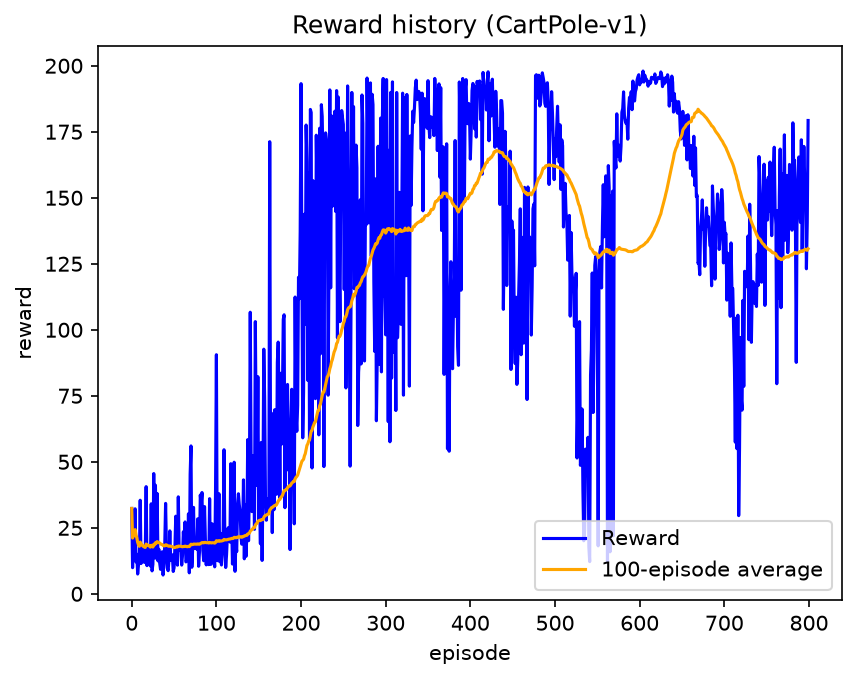 Reward history (CartPole-v1)
reward
200
175
150
125
100
75
50
25
0
0 100 200 300 400 500 600 700 800
episode
Reward
100-episode average